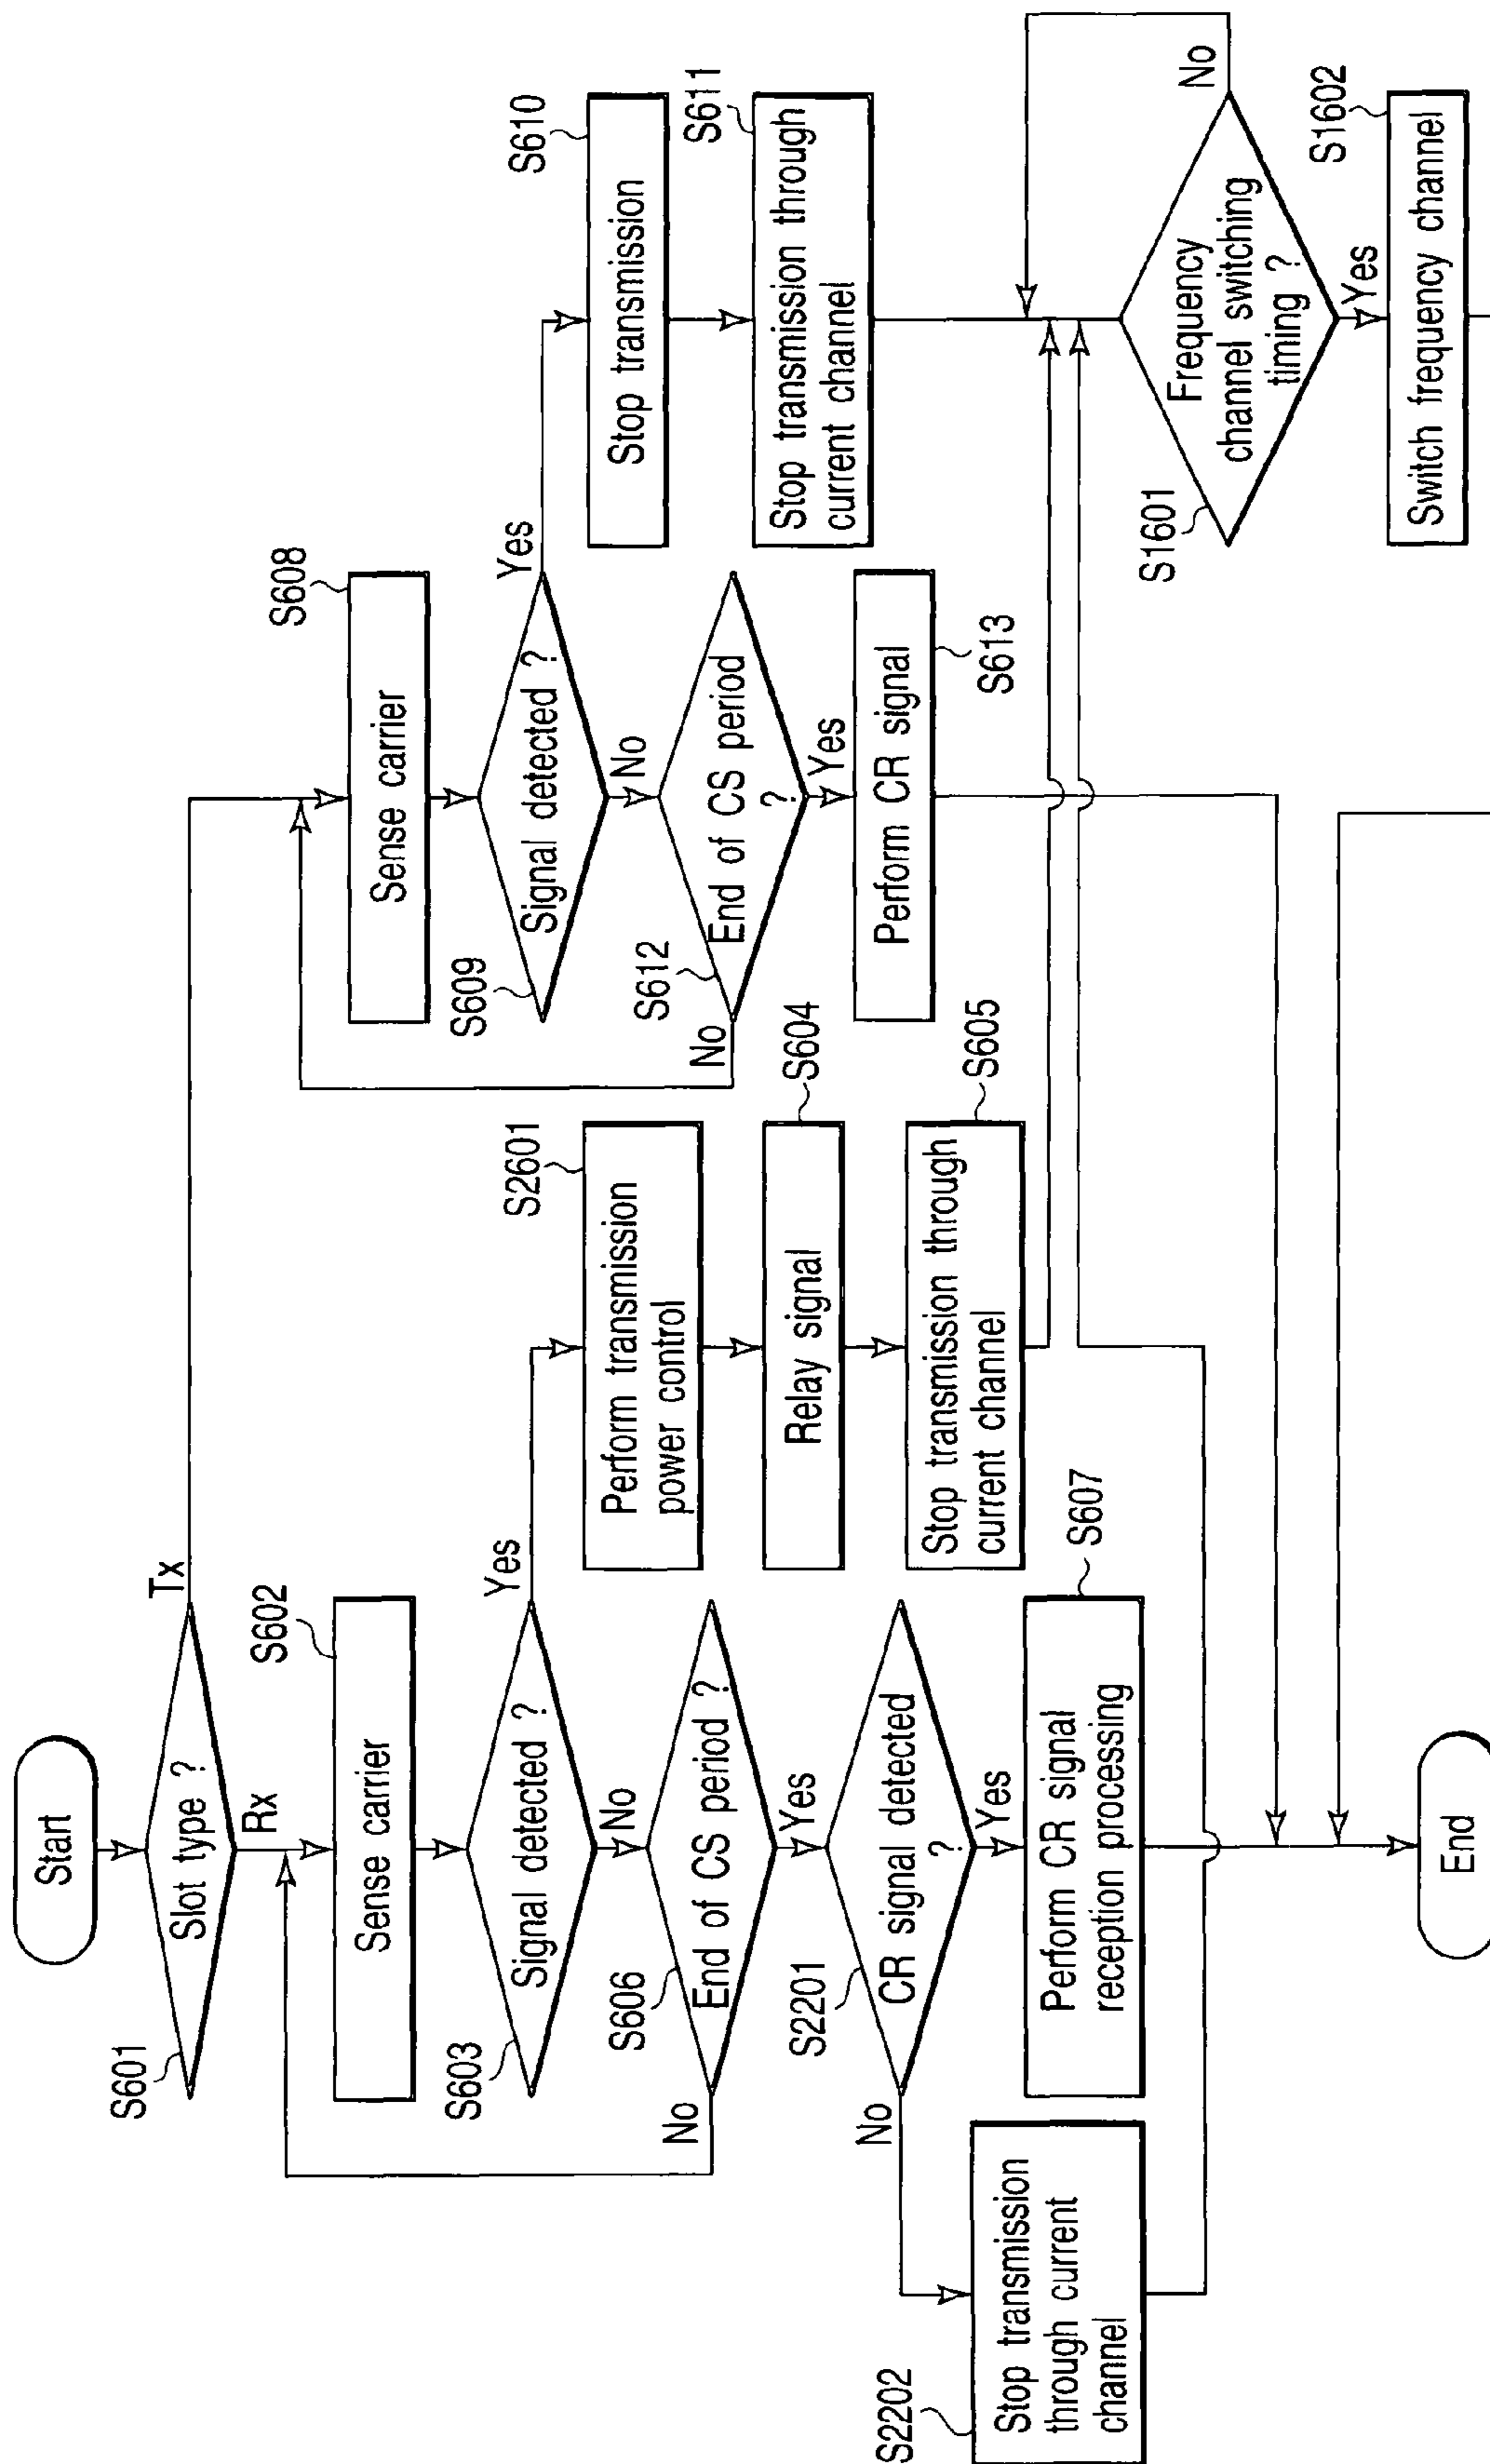 Start
S601
Slot type ?
Tx
Rx
S602
Sense carrier
S603
Signal detected ?
Yes
No
S606
End of CS period ?
No
Yes
S2201
CR signal detected
?
No
Yes
S607
Perform CR signal
reception processing
S2202
Stop transmission
through current
channel
End
S2601
Perform transmission
power control
S604
Relay signal
S605
Stop transmission through
current channel
S608
Sense carrier
S609
Signal detected ?
Yes
No
S612
End of CS period
?
No
Yes
S613
Perform CR signal
S610
Stop transmission
S611
Stop transmission through
current channel
S1601
Frequency
channel switching
timing ?
No
Yes
S1602
Switch frequency channel